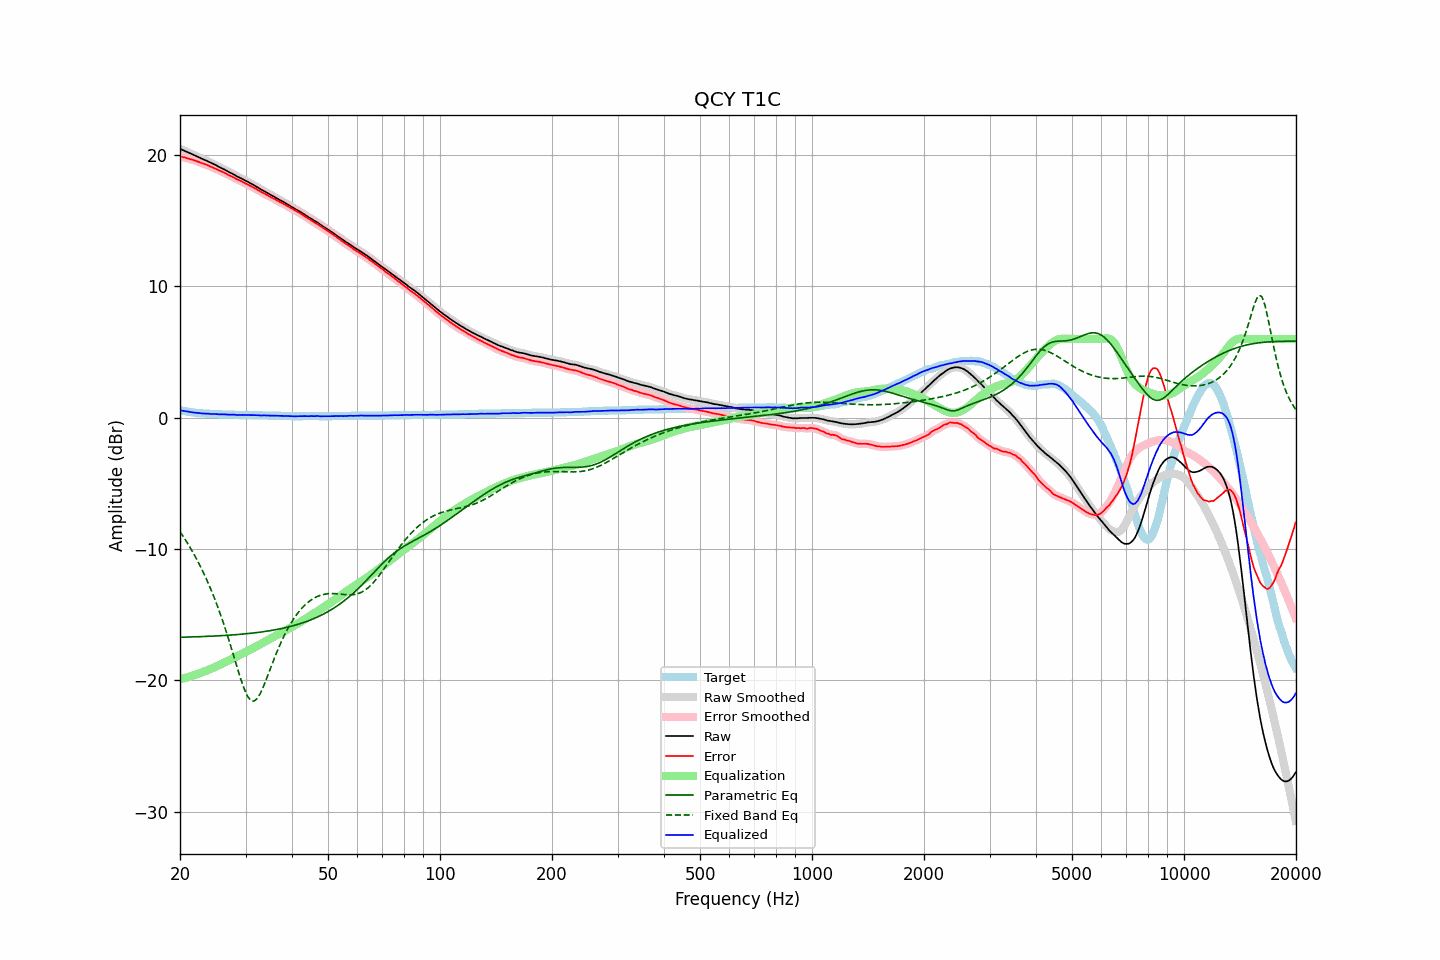 QCY T1C
Amplitude (dBr)
20
10
0
−10
−20
−30
Target
Raw Smoothed
Error Smoothed
Raw
Error
Equalization
Parametric Eq
Fixed Band Eq
Equalized
20 50 100 200 500 1000 2000 5000 10000 20000
Frequency (Hz)